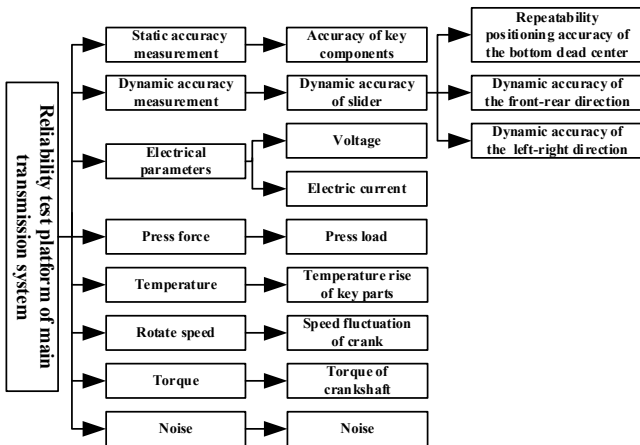 Reliability test platform of main
transmission system
Static accuracy
measurement
Accuracy of key
components
Repeatability
positioning accuracy of
the bottom dead center
Dynamic accuracy
measurement
Dynamic accuracy
of slider
Dynamic accuracy of
the front-rear direction
Dynamic accuracy of
the left-right direction
Electrical
parameters
Voltage
Electric current
Press force
Press load
Temperature
Temperature rise
of key parts
Rotate speed
Speed fluctuation
of crank
Torque
Torque of
crankshaft
Noise
Noise